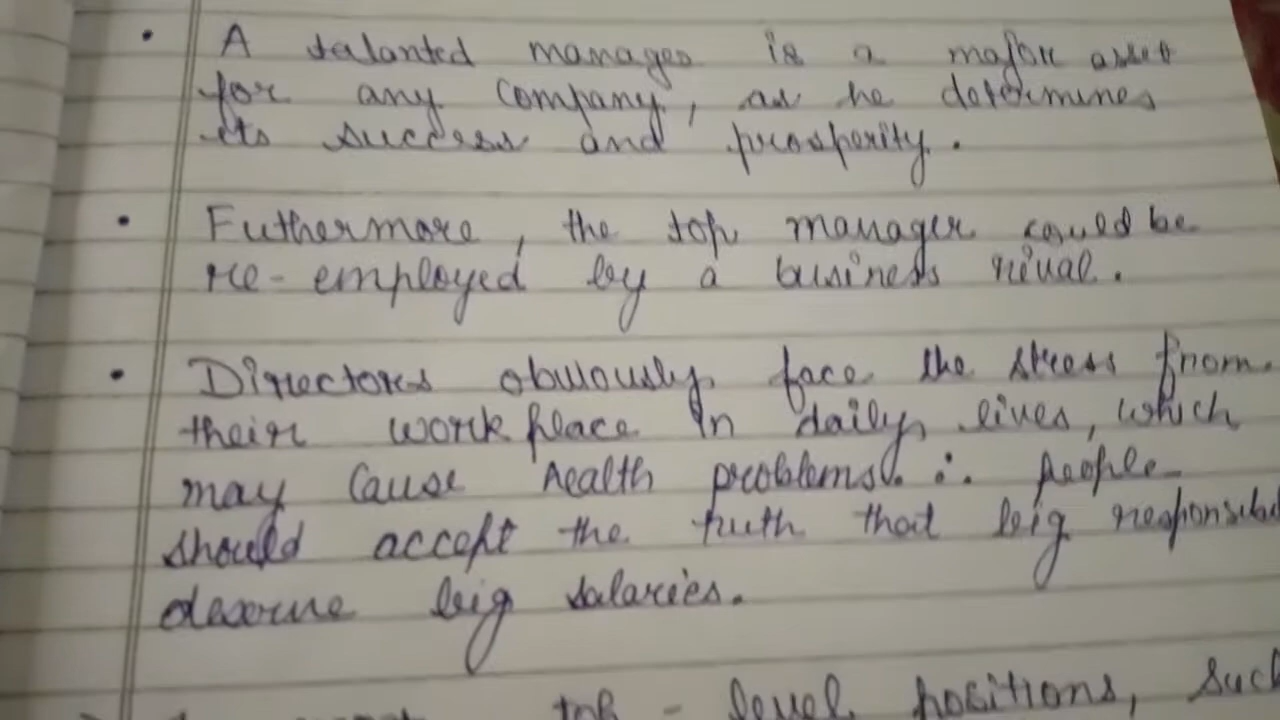 • A talanted manager is a major asset
for any company, as he determines
its success and prosperity.
• Futhermore, the top manager could be
re-employed by a business rival.
• Directors obviously face the stress from
their work place in daily lives, which
may cause health problems. ∴ people
should accept the truth that big
deserve big salaries.
top-level positions, such